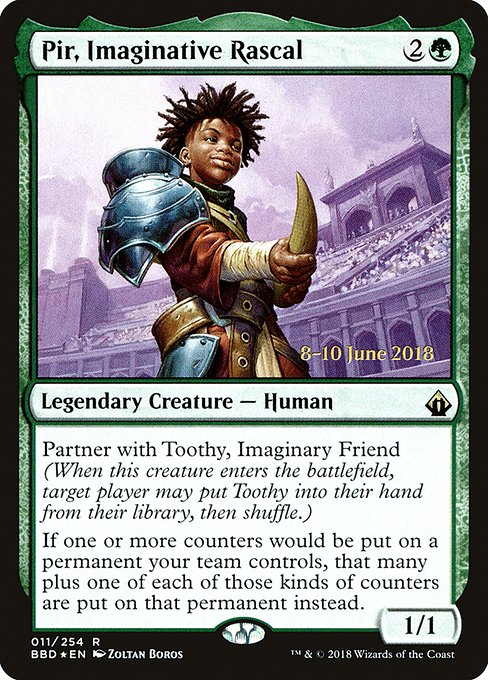 Pir, Imaginative Rascal 2
8-10 June 2018
Legendary Creature — Human
Partner with Toothy, Imaginary Friend
(When this creature enters the battlefield,
target player may put Toothy into their hand
from their library, then shuffle.)
If one or more counters would be put on a
permanent your team controls, that many
plus one of each of those kinds of counters
are put on that permanent instead.
1/1
011/254 R
BBD ★ EN Zoltan Boros
™ & © 2018 Wizards of the Coast